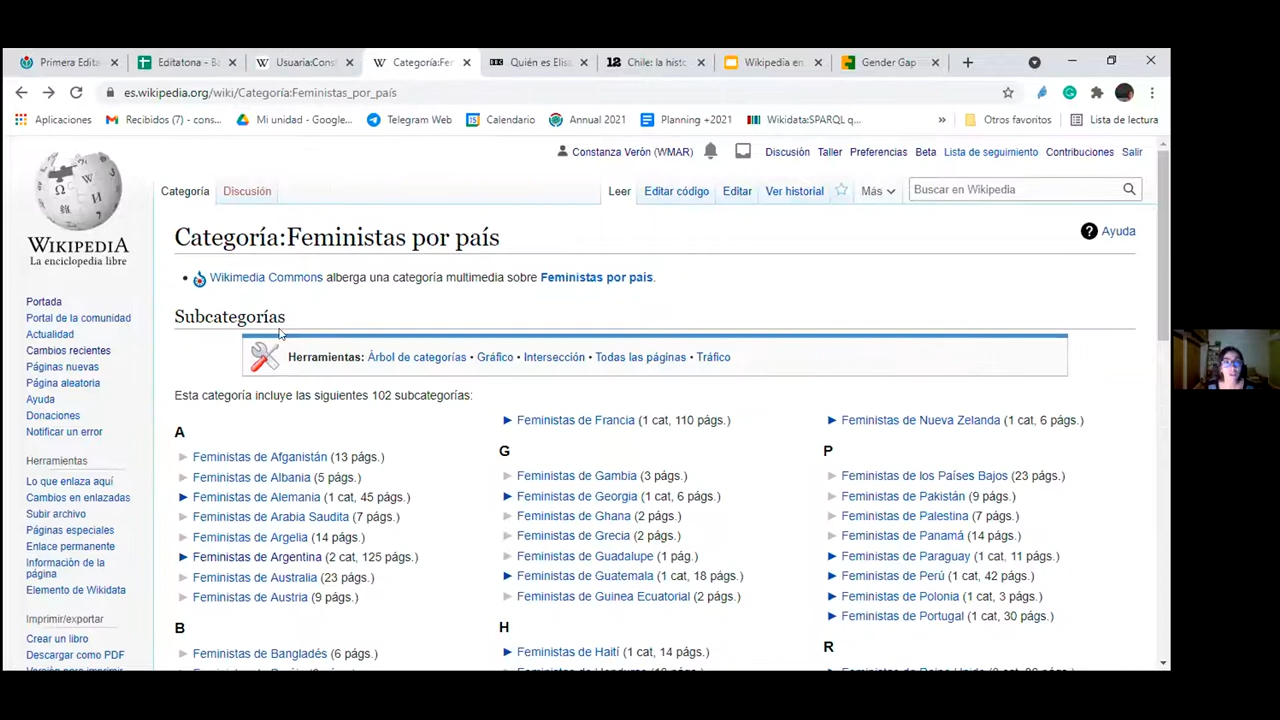 Primera Edita
Editatona - Ba
Usuaria:Const
Categoría:Fem
Quién es Elisa
12 Chile: la histo
Wikipedia en
Gender Gap
es.wikipedia.org/wiki/Categoría:Feministas_por_país
Aplicaciones
Recibidos (7) - cons...
Mi unidad - Google...
Telegram Web
Calendario
Annual 2021
Planning +2021
Wikidata:SPARQL q...
»
Otros favoritos
Lista de lectura
Constanza Verón (WMAR)
Discusión Taller Preferencias Beta Lista de seguimiento Contribuciones Salir
Categoría Discusión
Leer Editar código Editar Ver historial Más
Buscar en Wikipedia
WIKIPEDIA
La enciclopedia libre
Portada
Portal de la comunidad
Actualidad
Cambios recientes
Páginas nuevas
Página aleatoria
Ayuda
Donaciones
Notificar un error
Herramientas
Lo que enlaza aquí
Cambios en enlazadas
Subir archivo
Páginas especiales
Enlace permanente
Información de la
página
Elemento de Wikidata
Imprimir/exportar
Crear un libro
Descargar como PDF
Versión para imprimir
Categoría:Feministas por país
Ayuda
• Wikimedia Commons alberga una categoría multimedia sobre Feministas por país.
Subcategorías
Herramientas: Árbol de categorías • Gráfico • Intersección • Todas las páginas • Tráfico
Esta categoría incluye las siguientes 102 subcategorías:
A
Feministas de Afganistán (13 págs.)
Feministas de Albania (5 págs.)
Feministas de Alemania (1 cat, 45 págs.)
Feministas de Arabia Saudita (7 págs.)
Feministas de Argelia (14 págs.)
Feministas de Argentina (2 cat, 125 págs.)
Feministas de Australia (23 págs.)
Feministas de Austria (9 págs.)
B
Feministas de Bangladés (6 págs.)
Feministas de Francia (1 cat, 110 págs.)
G
Feministas de Gambia (3 págs.)
Feministas de Georgia (1 cat, 6 págs.)
Feministas de Ghana (2 págs.)
Feministas de Grecia (2 págs.)
Feministas de Guadalupe (1 pág.)
Feministas de Guatemala (1 cat, 18 págs.)
Feministas de Guinea Ecuatorial (2 págs.)
H
Feministas de Haití (1 cat, 14 págs.)
Feministas de Nueva Zelanda (1 cat, 6 págs.)
P
Feministas de los Países Bajos (23 págs.)
Feministas de Pakistán (9 págs.)
Feministas de Palestina (7 págs.)
Feministas de Panamá (14 págs.)
Feministas de Paraguay (1 cat, 11 págs.)
Feministas de Perú (1 cat, 42 págs.)
Feministas de Polonia (1 cat, 3 págs.)
Feministas de Portugal (1 cat, 30 págs.)
R